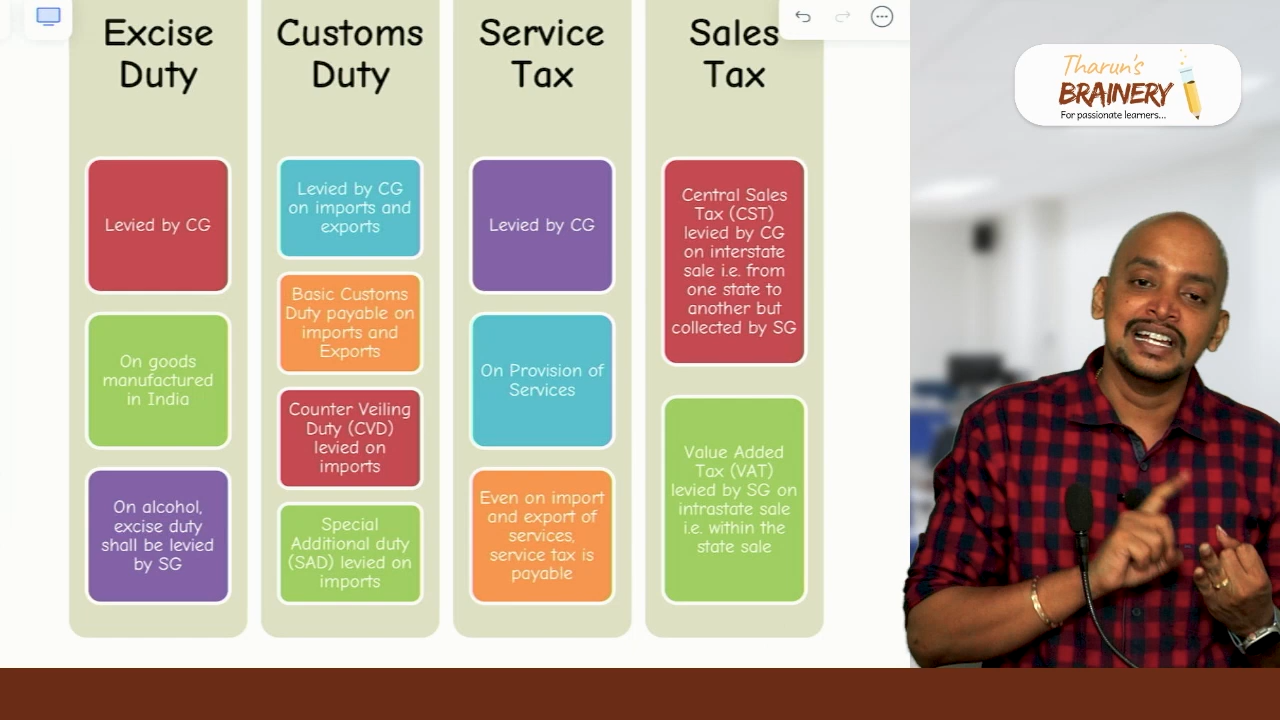 Excise
Duty
Levied by CG
On goods
manufactured
in India
On alcohol,
excise duty
shall be levied
by SG
Customs
Duty
Levied by CG
on imports and
exports
Basic Customs
Duty payable on
imports and
Exports
Counter Veiling
Duty (CVD)
levied on
imports
Special
Additional duty
(SAD) levied on
imports
Service
Tax
Levied by CG
On Provision of
Services
Even on import
and export of
services,
service tax is
payable
Sales
Tax
Central Sales
Tax (CST)
levied by CG
on interstate
sale i.e. from
one state to
another but
collected by SG
Value Added
Tax (VAT)
levied by SG on
intrastate sale
i.e. within the
state sale
Tharun's
BRAINERY
For passionate learners...